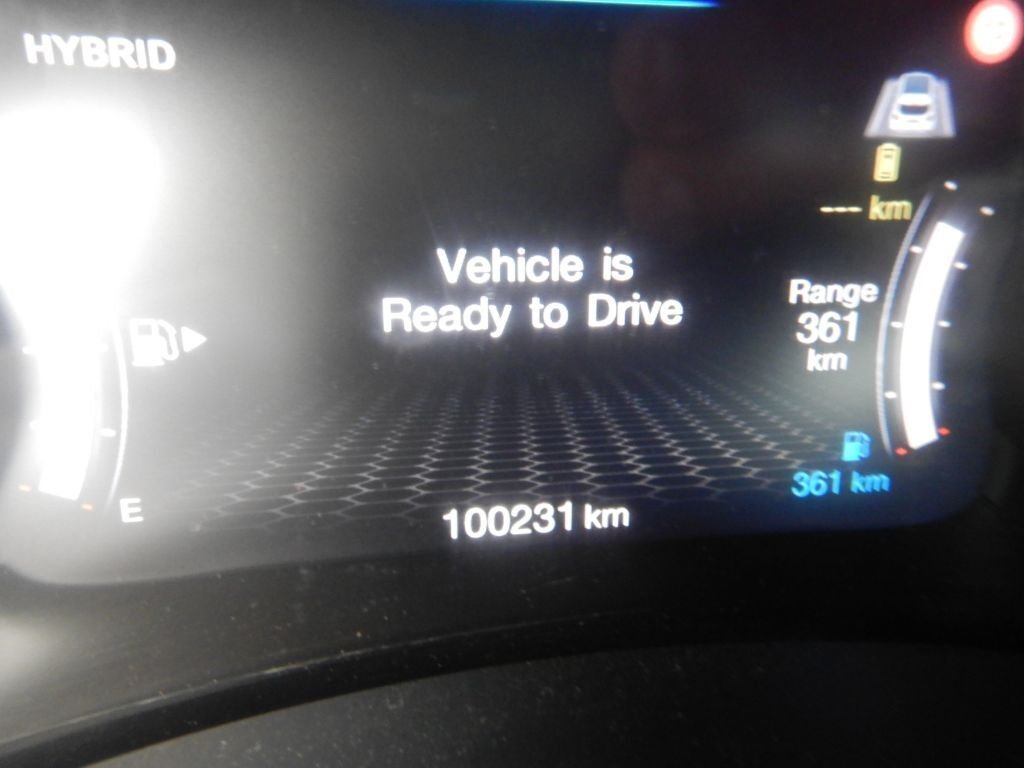 HYBRID
--- km
Vehicle is
Ready to Drive
Range
361
km
361 km
E
100231 km